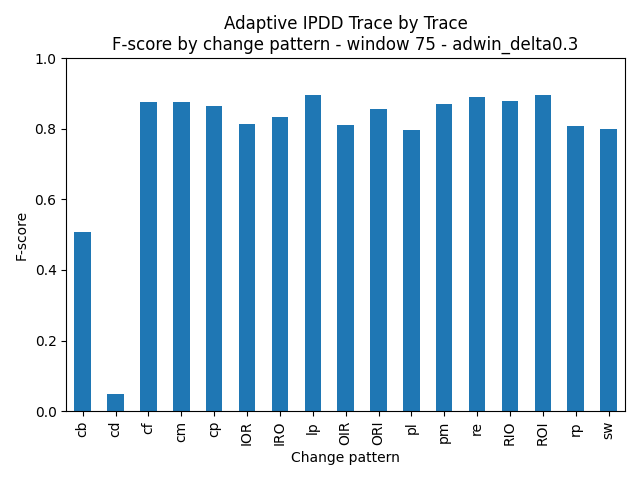 Adaptive IPDD Trace by Trace
F-score by change pattern - window 75 - adwin_delta0.3
1.0
0.8
0.6
0.4
0.2
0.0
F-score
cb
cd
cf
cm
cp
IOR
IRO
lp
OIR
ORI
pl
pm
re
RIO
ROI
rp
sw
Change pattern